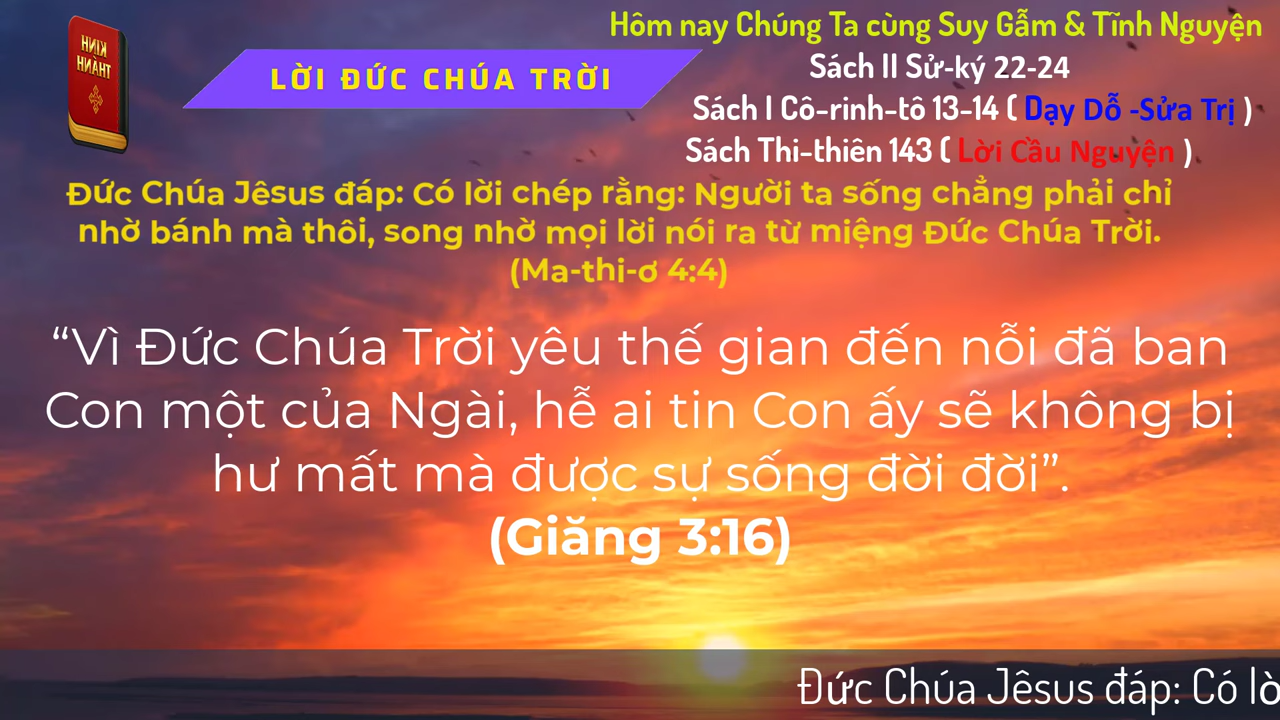 KINH
THÁNH
LỜI ĐỨC CHÚA TRỜI
Hôm nay Chúng Ta cùng Suy Gẫm & Tĩnh Nguyện
Sách II Sử-ký 22-24
Sách I Cô-rinh-tô 13-14 ( Dạy Dỗ -Sửa Trị )
Sách Thi-thiên 143 ( Lời Cầu Nguyện )
Đức Chúa Jêsus đáp: Có lời chép rằng: Người ta sống chẳng phải chỉ
nhờ bánh mà thôi, song nhờ mọi lời nói ra từ miệng Đức Chúa Trời.
(Ma-thi-ơ 4:4)
“Vì Đức Chúa Trời yêu thế gian đến nỗi đã ban
Con một của Ngài, hễ ai tin Con ấy sẽ không bị
hư mất mà được sự sống đời đời”.
(Giăng 3:16)
Đức Chúa Jêsus đáp: Có lờ